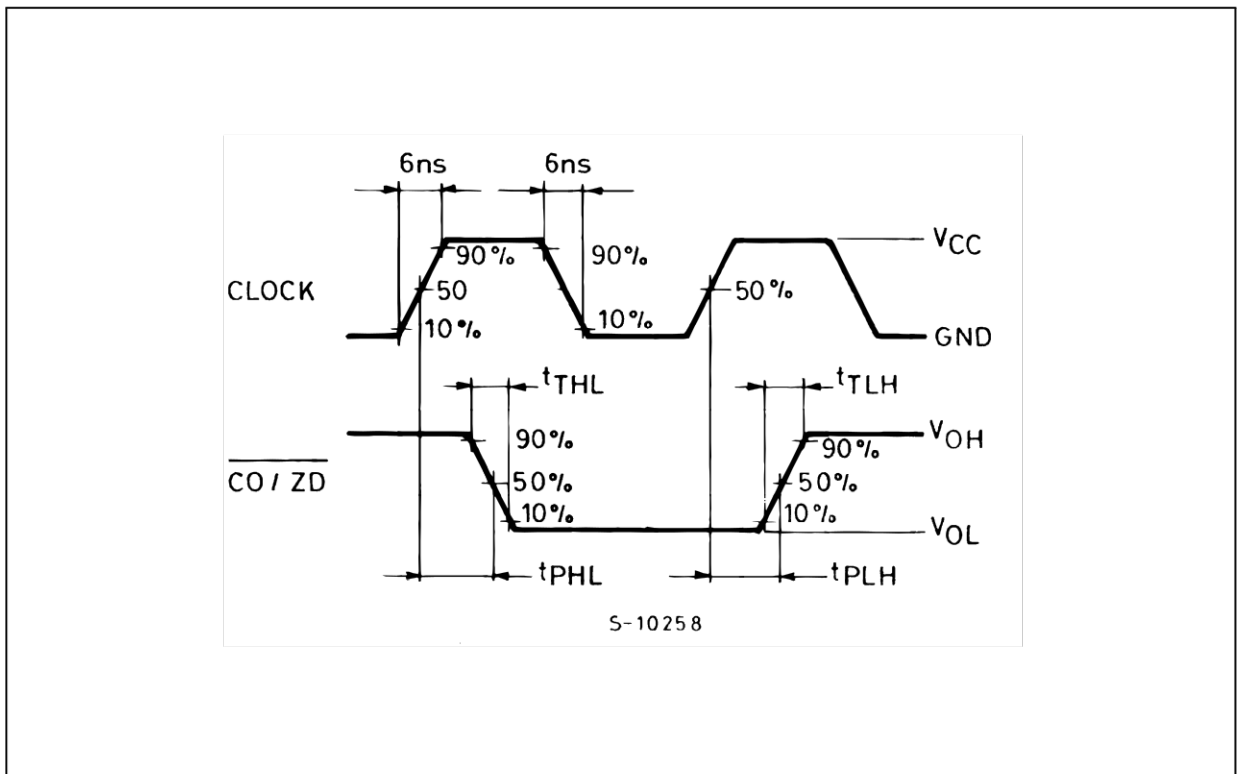 6ns 6ns
VCC
90% 90%
CLOCK 50 50%
10% 10%
GND
tTHL tTLH
VOH
90% 90%
CO / ZD 50% 50%
10% 10%
VOL
tPHL tPLH
S-10258